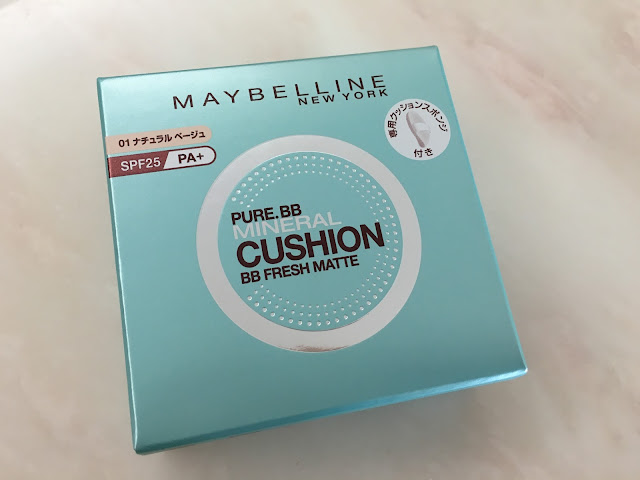 MAYBELLINE
NEW YORK
01 ナチュラル ベージュ
SPF25 PA+
専用クッションスポンジ
付き
PURE.BB
MINERAL
CUSHION
BB FRESH MATTE